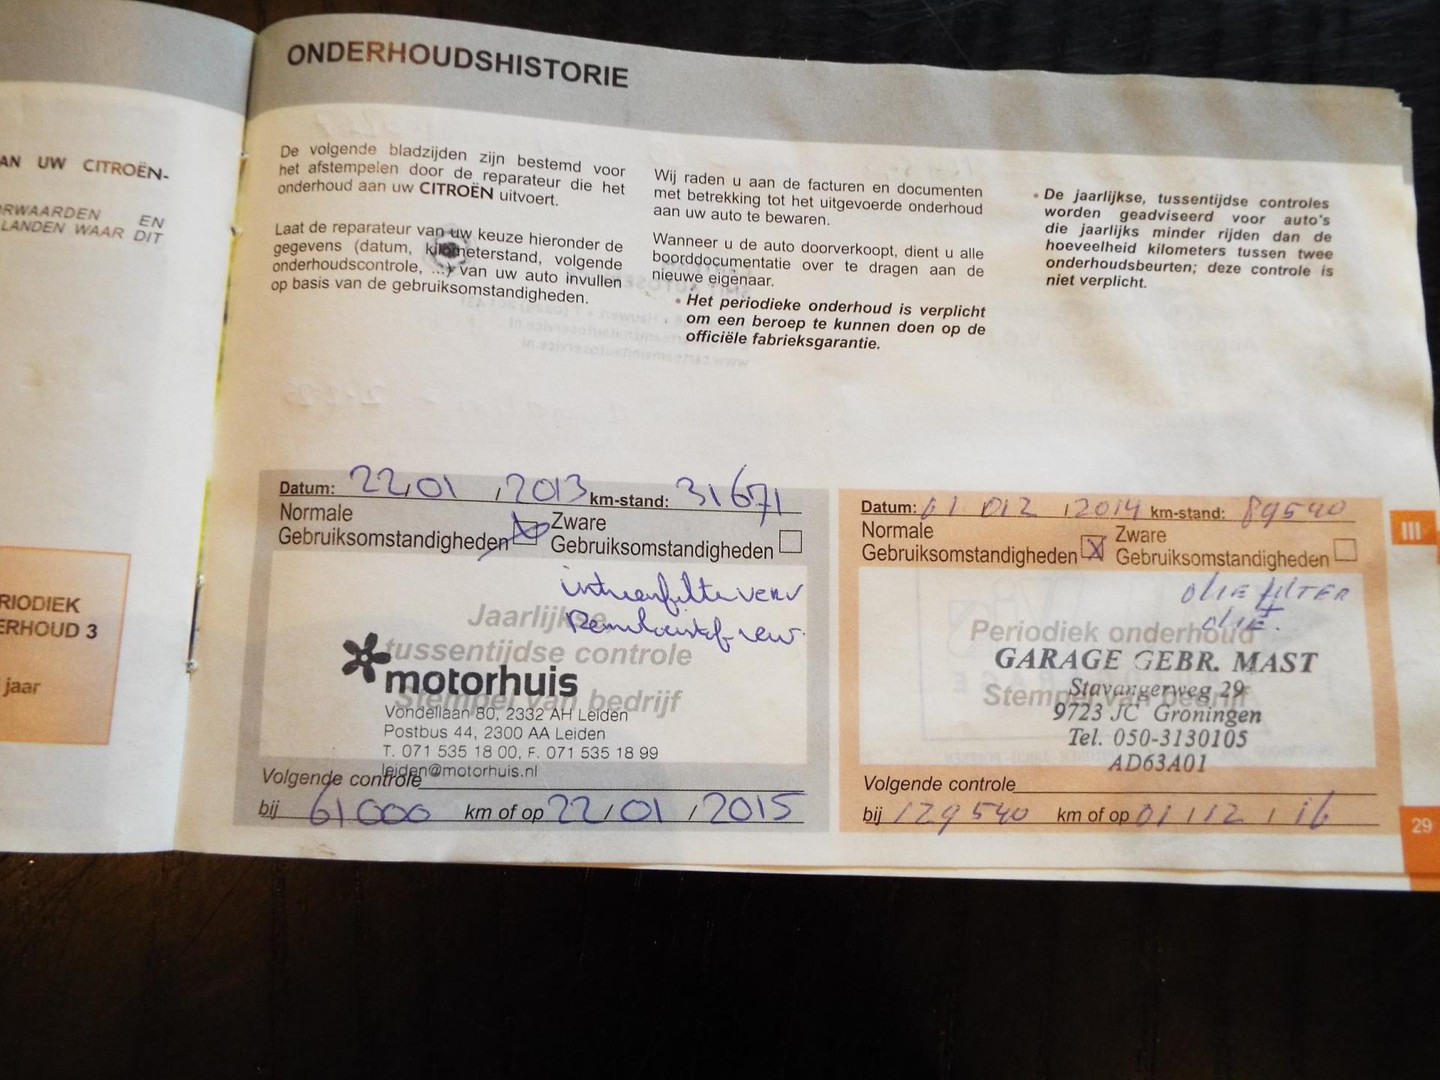 AN UW CITROËN-
RWAARDEN EN
LANDEN WAAR DIT
RIODIEK
ERHOUD 3
jaar
ONDERHOUDSHISTORIE
De volgende bladzijden zijn bestemd voor
het afstempelen door de reparateur die het
onderhoud aan uw CITROËN uitvoert.
Laat de reparateur van uw keuze hieronder de
gegevens (datum, kilometerstand, volgende
onderhoudscontrole, ...) van uw auto invullen
op basis van de gebruiksomstandigheden.
Wij raden u aan de facturen en documenten
met betrekking tot het uitgevoerde onderhoud
aan uw auto te bewaren.
Wanneer u de auto doorverkoopt, dient u alle
boorddocumentatie over te dragen aan de
nieuwe eigenaar.
• Het periodieke onderhoud is verplicht
om een beroep te kunnen doen op de
officiële fabrieksgarantie.
• De jaarlijkse, tussentijdse controles
worden geadviseerd voor auto's
die jaarlijks minder rijden dan de
hoeveelheid kilometers tussen twee
onderhoudsbeurten; deze controle is
niet verplicht.
Datum: 22/01/2013 km-stand: 31671
Normale
Gebruiksomstandigheden
Zware
Gebruiksomstandigheden
Jaarlijkse
tussentijdse controle
Stempel van bedrijf
motorhuis
Vondellaan 80, 2332 AH Leiden
Postbus 44, 2300 AA Leiden
T. 071 535 18 00, F. 071 535 18 99
leiden@motorhuis.nl
Volgende controle
bij 61000 km of op 22/01/2015
Datum: 2014 km-stand: 89540
Normale
Gebruiksomstandigheden
Zware
Gebruiksomstandigheden
OLIE FILTER
OLIE.
Periodiek onderhoud
GARAGE GEBR. MAST
Stempel van bedrijf
Stavangerweg 29
9723 JC Groningen
Tel. 050-3130105
AD63A01
Volgende controle
bij 129540 km of op 01/12/16
III
29